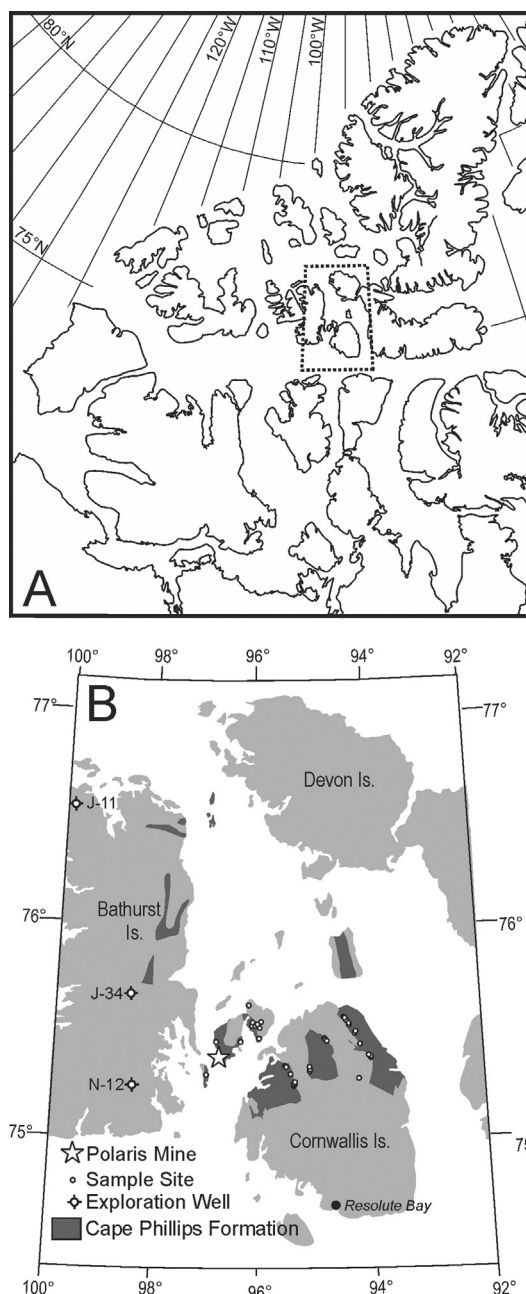 80°N
120°W
110°W
100°W
75°N
A
100°
98°
96°
94°
92°
77°
B
77°
Devon Is.
J-11
76°
Bathurst
Is.
76°
J-34
N-12
75°
75
Cornwallis Is.
Polaris Mine
Sample Site
Exploration Well
Resolute Bay
Cape Phillips Formation
100°
98°
96°
94°
92°